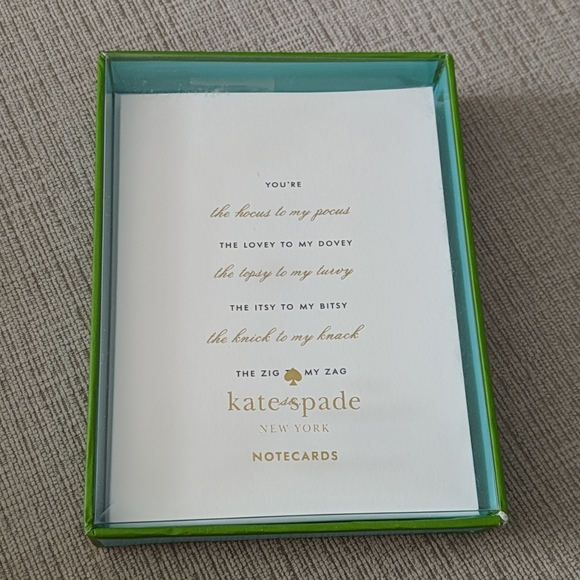 YOU'RE
the hocus to my pocus
THE LOVEY TO MY DOVEY
the topsy to my turvy
THE ITSY TO MY BITSY
the knick to my knack
THE ZIG MY ZAG
kate spade
NEW YORK
NOTECARDS